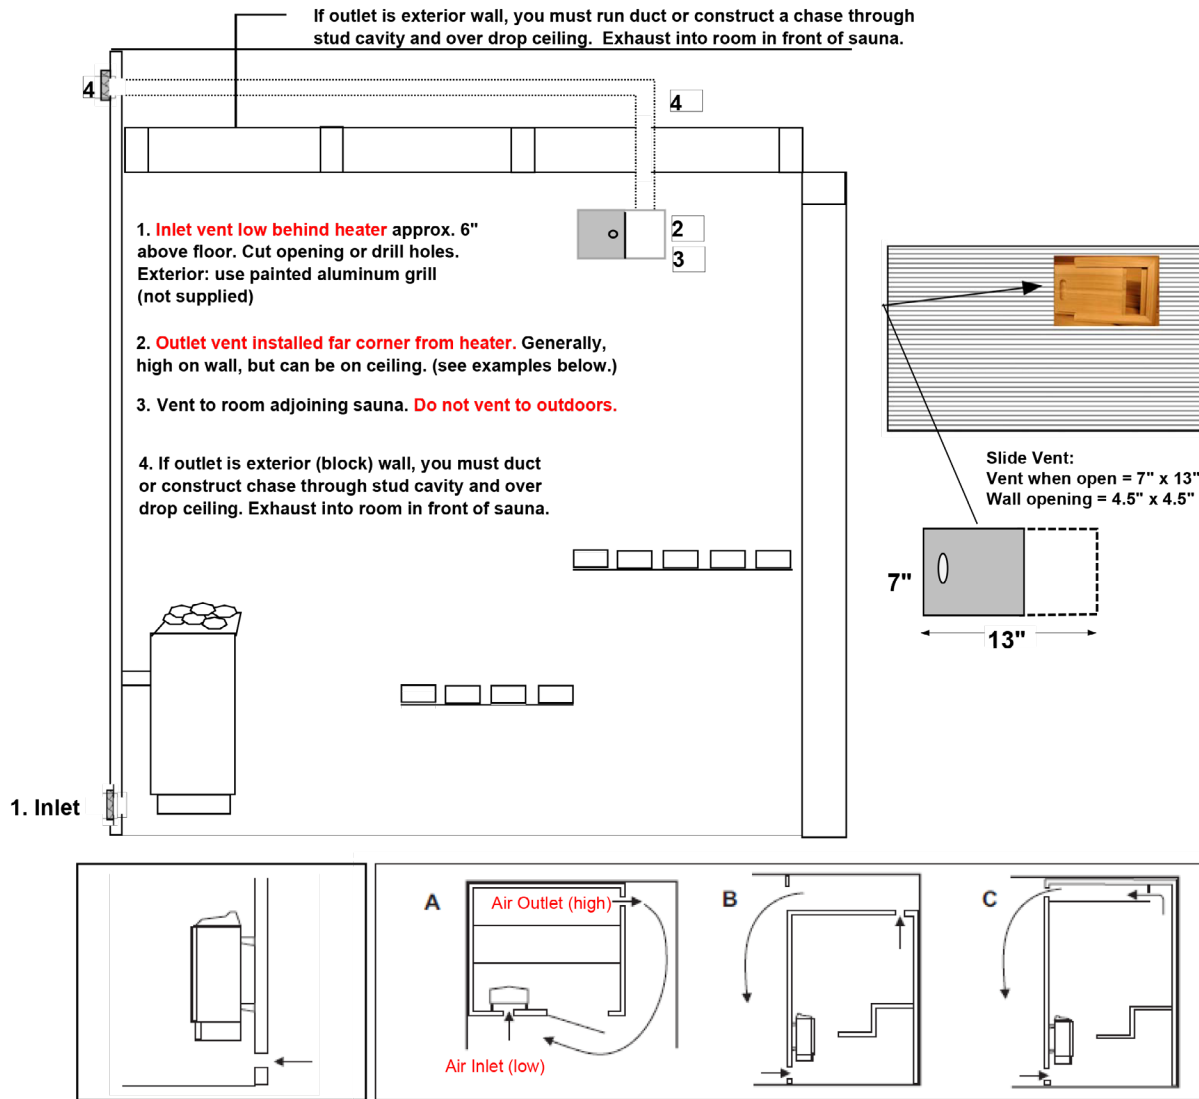 If outlet is exterior wall, you must run duct or construct a chase through
stud cavity and over drop ceiling.  Exhaust into room in front of sauna.
4
4
1. Inlet vent low behind heater approx. 6"
above floor. Cut opening or drill holes.
Exterior: use painted aluminum grill
(not supplied)
2
3
2. Outlet vent installed far corner from heater. Generally,
high on wall, but can be on ceiling. (see examples below.)
3. Vent to room adjoining sauna. Do not vent to outdoors.
4. If outlet is exterior (block) wall, you must duct
or construct chase through stud cavity and over
drop ceiling. Exhaust into room in front of sauna.
Slide Vent:
Vent when open = 7" x 13"
Wall opening = 4.5" x 4.5"
7"
13"
1. Inlet
A
Air Outlet (high)
Air Inlet (low)
B
C